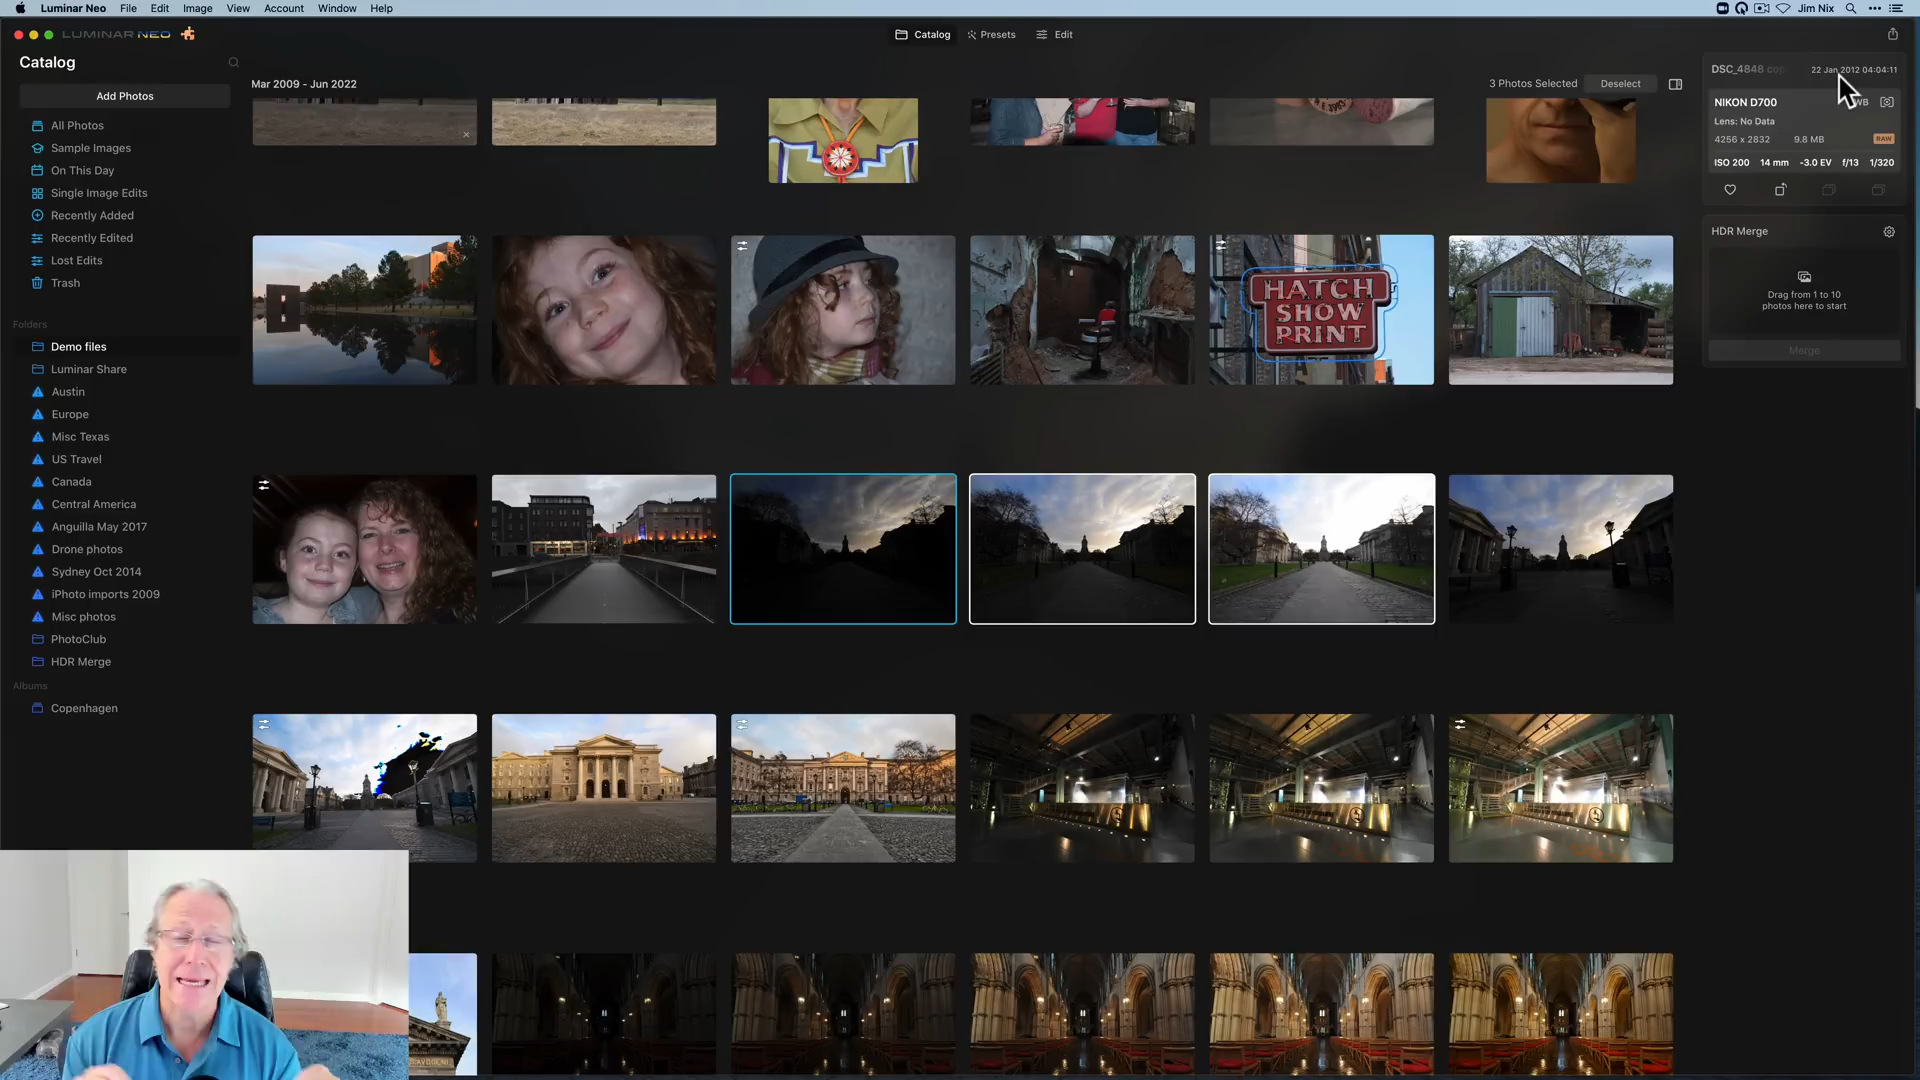 Luminar Neo File Edit Image View Account Window Help Jim Nix
LUMINAR NEO
Catalog Presets Edit
Catalog
Add Photos
All Photos
Sample Images
On This Day
Single Image Edits
Recently Added
Recently Edited
Lost Edits
Trash
Folders
Demo files
Luminar Share
Austin
Europe
Misc Texas
US Travel
Canada
Central America
Anguilla May 2017
Drone photos
Sydney Oct 2014
iPhoto imports 2009
Misc photos
PhotoClub
HDR Merge
Albums
Copenhagen
Mar 2009 - Jun 2022
3 Photos Selected Deselect
HATCH
SHOW
PRINT
DSC_4848 cop 22 Jan 2012 04:04:11
NIKON D700 WB
Lens: No Data
4256 x 2832 9.8 MB RAW
ISO 200 14 mm -3.0 EV f/13 1/320
HDR Merge
Drag from 1 to 10
photos here to start
Merge